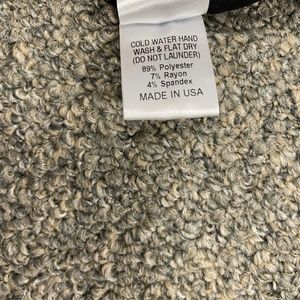 COLD WATER HAND
WASH & FLAT DRY
(DO NOT LAUNDER)
89% Polyester
7% Rayon
4% Spandex
MADE IN USA